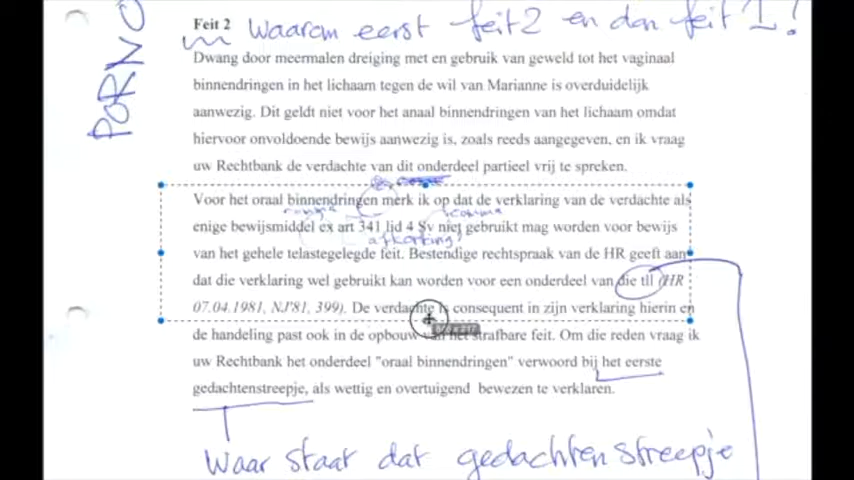 PORNO
Feit 2 waarom eerst feit 2 en dan feit 1!
Dwang door meermalen dreiging met en gebruik van geweld tot het vaginaal
binnendringen in het lichaam tegen de wil van Marianne is overduidelijk
aanwezig. Dit geldt niet voor het anaal binnendringen van het lichaam omdat
hiervoor onvoldoende bewijs aanwezig is, zoals reeds aangegeven, en ik vraag
uw Rechtbank de verdachte van dit onderdeel partieel vrij te spreken.
Voor het oraal binnendringen merk ik op dat de verklaring van de verdachte als
enige bewijsmiddel ex art 341 lid 4 Sv niet gebruikt mag worden voor bewijs
afkorting?
van het gehele telastegelegde feit. Bestendige rechtspraak van de HR geeft aan
dat die verklaring wel gebruikt kan worden voor een onderdeel van die tll (HR
07.04.1981, NJ'81, 399). De verdachte is consequent in zijn verklaring hierin en
de handeling past ook in de opbouw van het strafbare feit. Om die reden vraag ik
uw Rechtbank het onderdeel "oraal binnendringen" verwoord bij het eerste
gedachtenstreepje, als wettig en overtuigend bewezen te verklaren.
Waar staat dat gedachtenstreepje